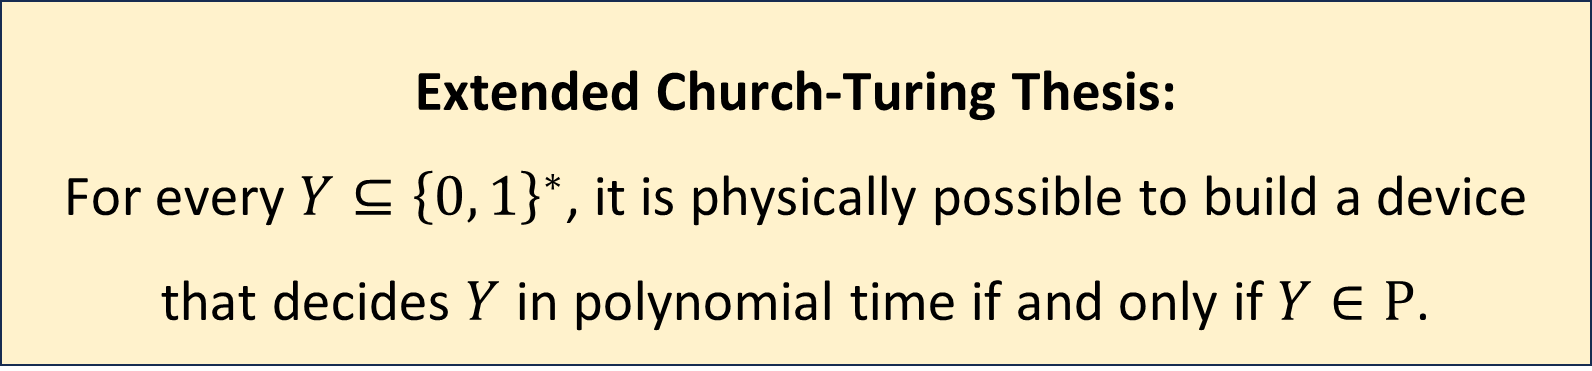 Extended Church-Turing Thesis:
For every Y ⊆ {0, 1}*, it is physically possible to build a device
that decides Y in polynomial time if and only if Y ∈ P.